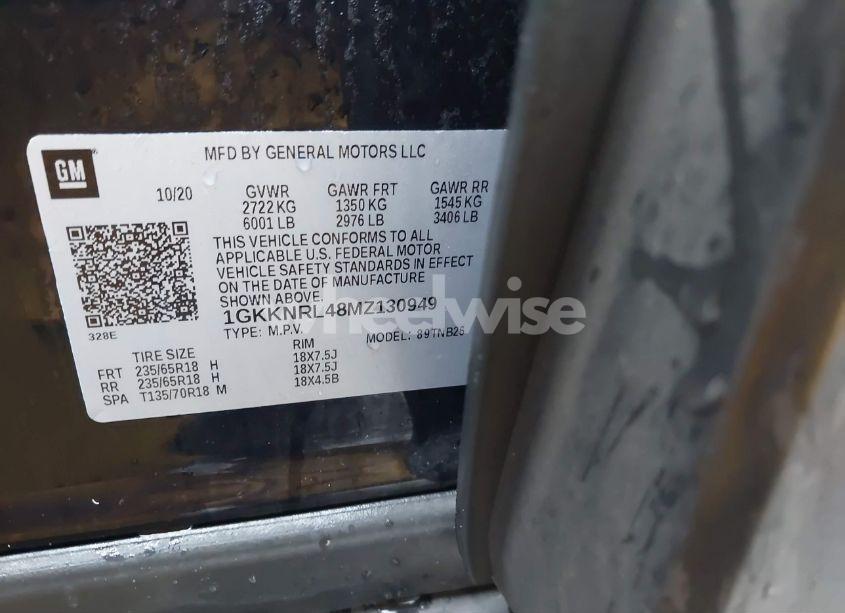 GM
MFD BY GENERAL MOTORS LLC
10/20 GVWR GAWR FRT GAWR RR
2722 KG 1350 KG 1545 KG
6001 LB 2976 LB 3406 LB
THIS VEHICLE CONFORMS TO ALL
APPLICABLE U.S. FEDERAL MOTOR
VEHICLE SAFETY STANDARDS IN EFFECT
ON THE DATE OF MANUFACTURE
SHOWN ABOVE.
1GKKNRL48MZ130949
wheelwise
TYPE: M.P.V. MODEL: 89TNB26
328E
TIRE SIZE RIM
FRT 235/65R18 H 18X7.5J
RR 235/65R18 H 18X7.5J
SPA T135/70R18 M 18X4.5B